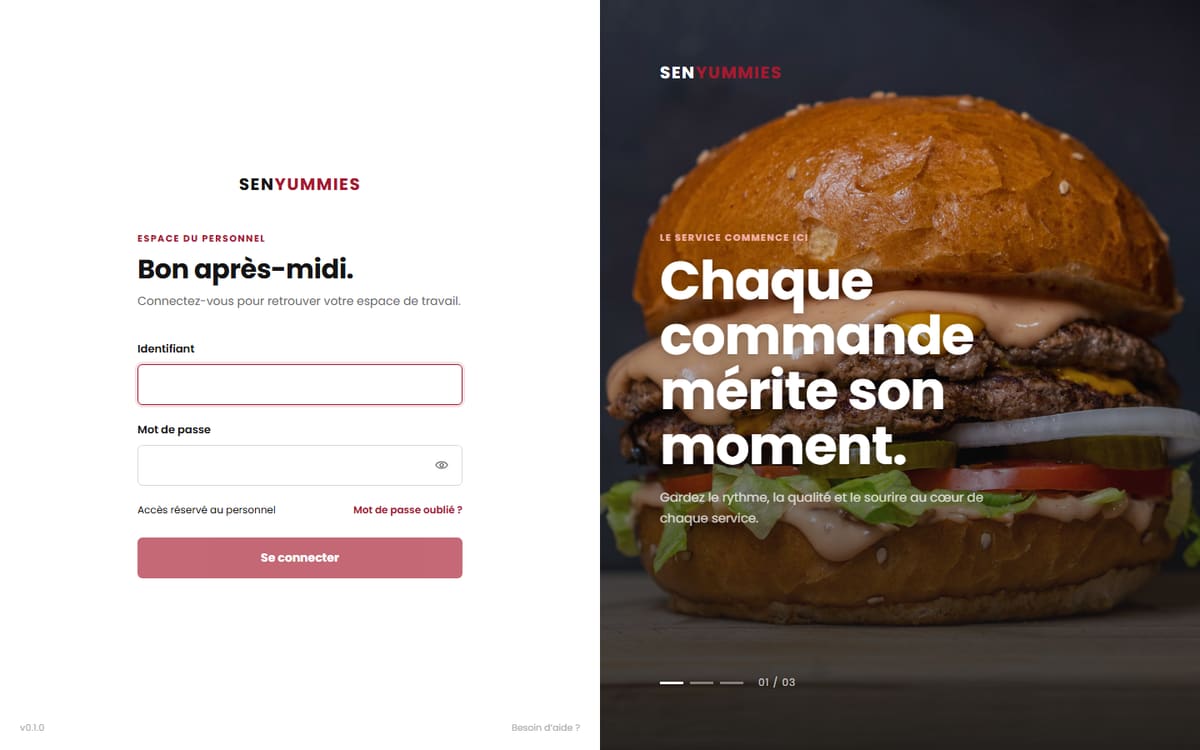 SENYUMMIES
ESPACE DU PERSONNEL
Bon après-midi.
Connectez-vous pour retrouver votre espace de travail.
Identifiant
Mot de passe
Accès réservé au personnel
Mot de passe oublié ?
Se connecter
v0.1.0
Besoin d'aide ?
SENYUMMIES
LE SERVICE COMMENCE ICI
Chaque
commande
mérite son
moment.
Gardez le rythme, la qualité et le sourire au cœur de
chaque service.
01 / 03